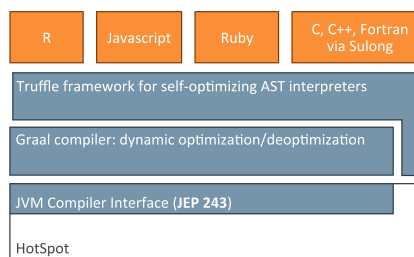 R
Javascript
Ruby
C, C++, Fortran
via Sulong
Truffle framework for self-optimizing AST interpreters
Graal compiler: dynamic optimization/deoptimization
JVM Compiler Interface (JEP 243)
HotSpot